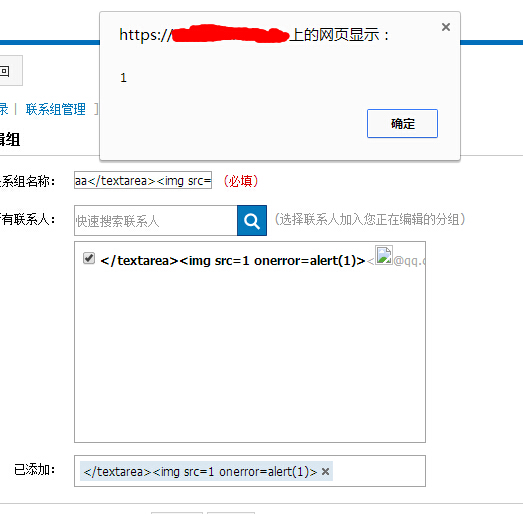 https:// 上的网页显示：
1
确定
回
录 | 联系组管理 ]
辑组
系组名称： aa</textarea><img src= （必填）
有联系人： 快速搜索联系人 （选择联系人加入您正在编辑的分组）
</textarea><img src=1 onerror=alert(1)><@qq.c
已添加： </textarea><img src=1 onerror=alert(1)> ×